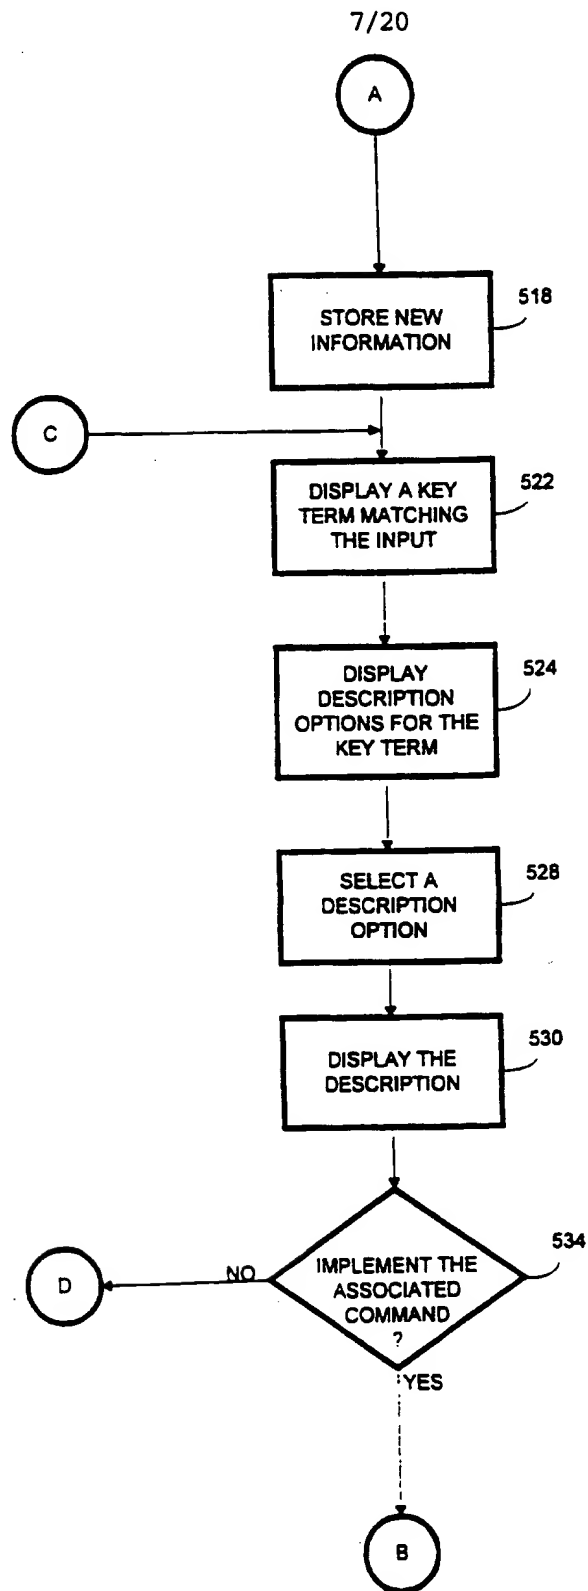 7/20
A
STORE NEW
INFORMATION
518
C
DISPLAY A KEY
TERM MATCHING
THE INPUT
522
DISPLAY
DESCRIPTION
OPTIONS FOR THE
KEY TERM
524
SELECT A
DESCRIPTION
OPTION
528
DISPLAY THE
DESCRIPTION
530
IMPLEMENT THE
ASSOCIATED
COMMAND
?
534
NO
D
YES
B